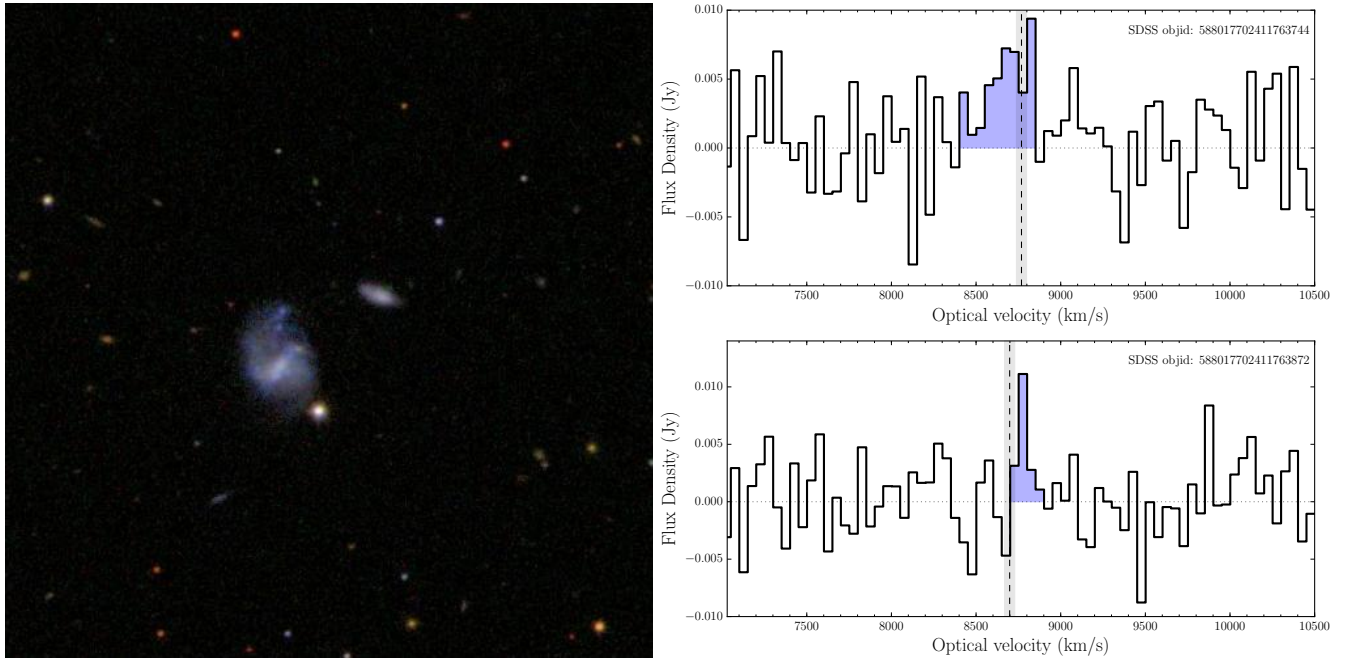 SDSS objid: 588017702411763744
0.010
0.005
0.000
−0.005
−0.010
Flux Density (Jy)
7500 8000 8500 9000 9500 10000 10500
Optical velocity (km/s)
SDSS objid: 588017702411763872
0.010
0.005
0.000
−0.005
−0.010
Flux Density (Jy)
7500 8000 8500 9000 9500 10000 10500
Optical velocity (km/s)